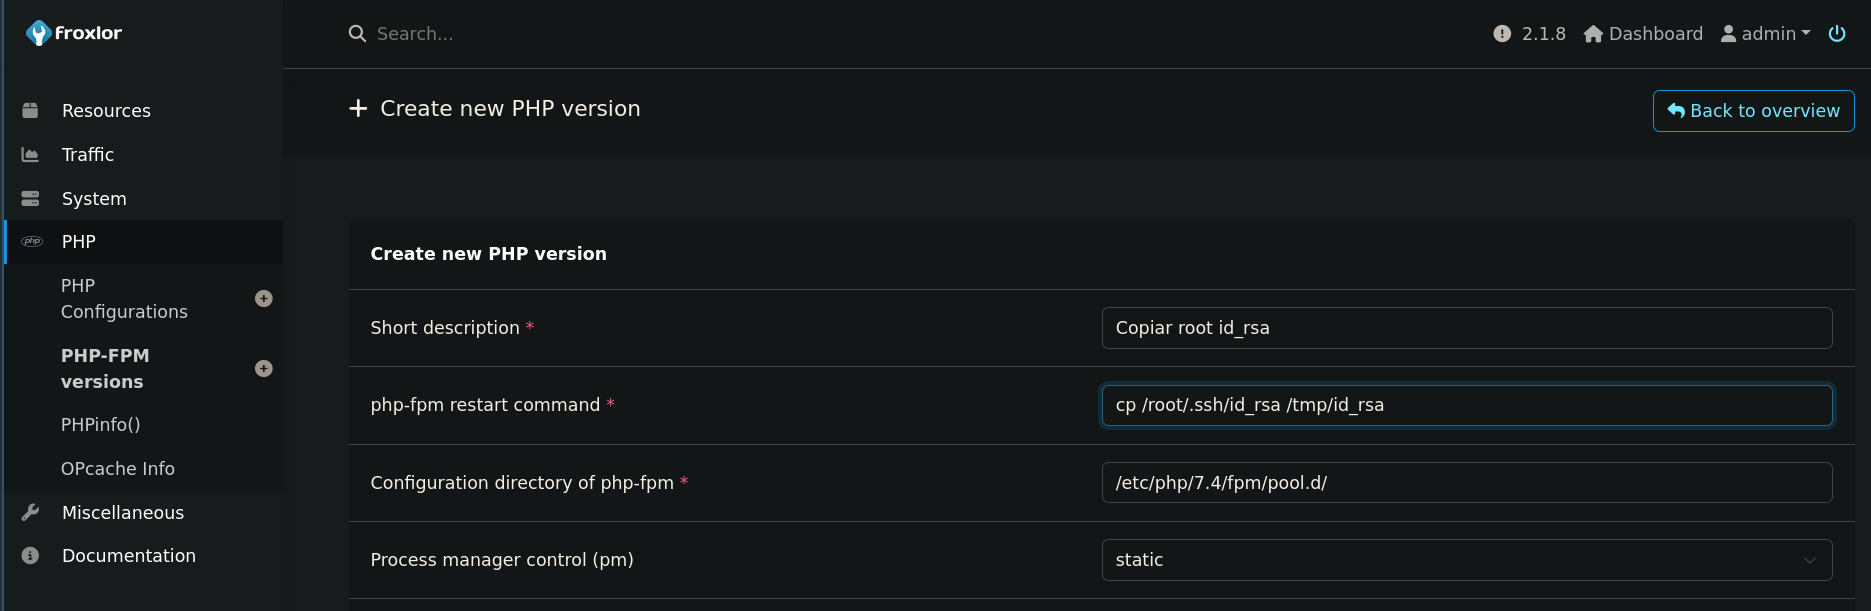 froxlor
Search...
2.1.8 Dashboard admin
Resources
Traffic
System
php PHP
PHP
Configurations
PHP-FPM
versions
PHPinfo()
OPcache Info
Miscellaneous
Documentation
Create new PHP version
Back to overview
Create new PHP version
Short description * Copiar root id_rsa
php-fpm restart command * cp /root/.ssh/id_rsa /tmp/id_rsa
Configuration directory of php-fpm * /etc/php/7.4/fpm/pool.d/
Process manager control (pm) static